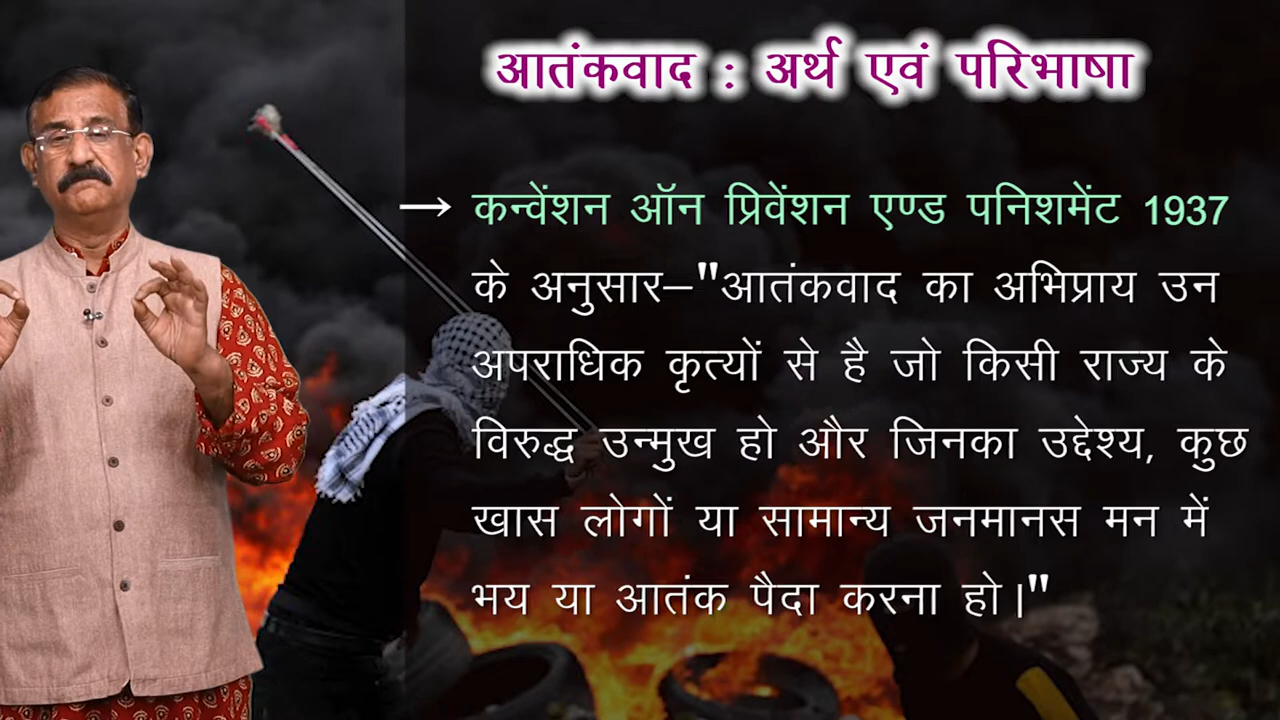 आतंकवाद : अर्थ एवं परिभाषा
→ कन्वेंशन ऑन प्रिवेंशन एण्ड पनिशमेंट 1937
के अनुसार–"आतंकवाद का अभिप्राय उन
अपराधिक कृत्यों से है जो किसी राज्य के
विरुद्ध उन्मुख हो और जिनका उद्देश्य, कुछ
खास लोगों या सामान्य जनमानस मन में
भय या आतंक पैदा करना हो।"